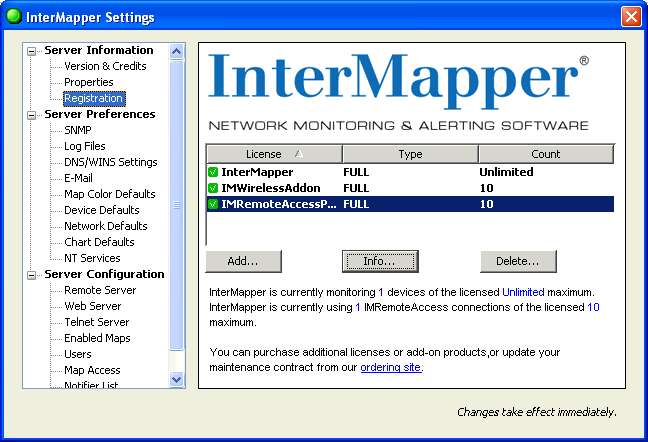 InterMapper Settings
Server Information
Version & Credits
Properties
Registration
Server Preferences
SNMP
Log Files
DNS/WINS Settings
E-Mail
Map Color Defaults
Device Defaults
Network Defaults
Chart Defaults
NT Services
Server Configuration
Remote Server
Web Server
Telnet Server
Enabled Maps
Users
Map Access
Notifier List
InterMapper®
NETWORK MONITORING & ALERTING SOFTWARE
License Type Count
InterMapper FULL Unlimited
IMWirelessAddon FULL 10
IMRemoteAccessP... FULL 10
Add... Info... Delete...
InterMapper is currently monitoring 1 devices of the licensed Unlimited maximum.
InterMapper is currently using 1 IMRemoteAccess connections of the licensed 10
maximum.
You can purchase additional licenses or add-on products,or update your
maintenance contract from our ordering site.
Changes take effect immediately.